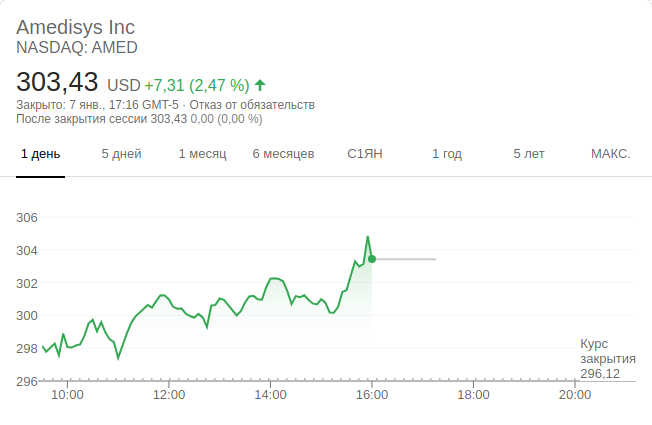 Amedisys Inc
NASDAQ: AMED
303,43 USD +7,31 (2,47 %)
Закрыто: 7 янв., 17:16 GMT-5 · Отказ от обязательств
После закрытия сессии 303,43 0,00 (0,00 %)
1 день 5 дней 1 месяц 6 месяцев С1ЯН 1 год 5 лет МАКС.
306
304
302
300
298
296
Курс
закрытия
296,12
10:00 12:00 14:00 16:00 18:00 20:00